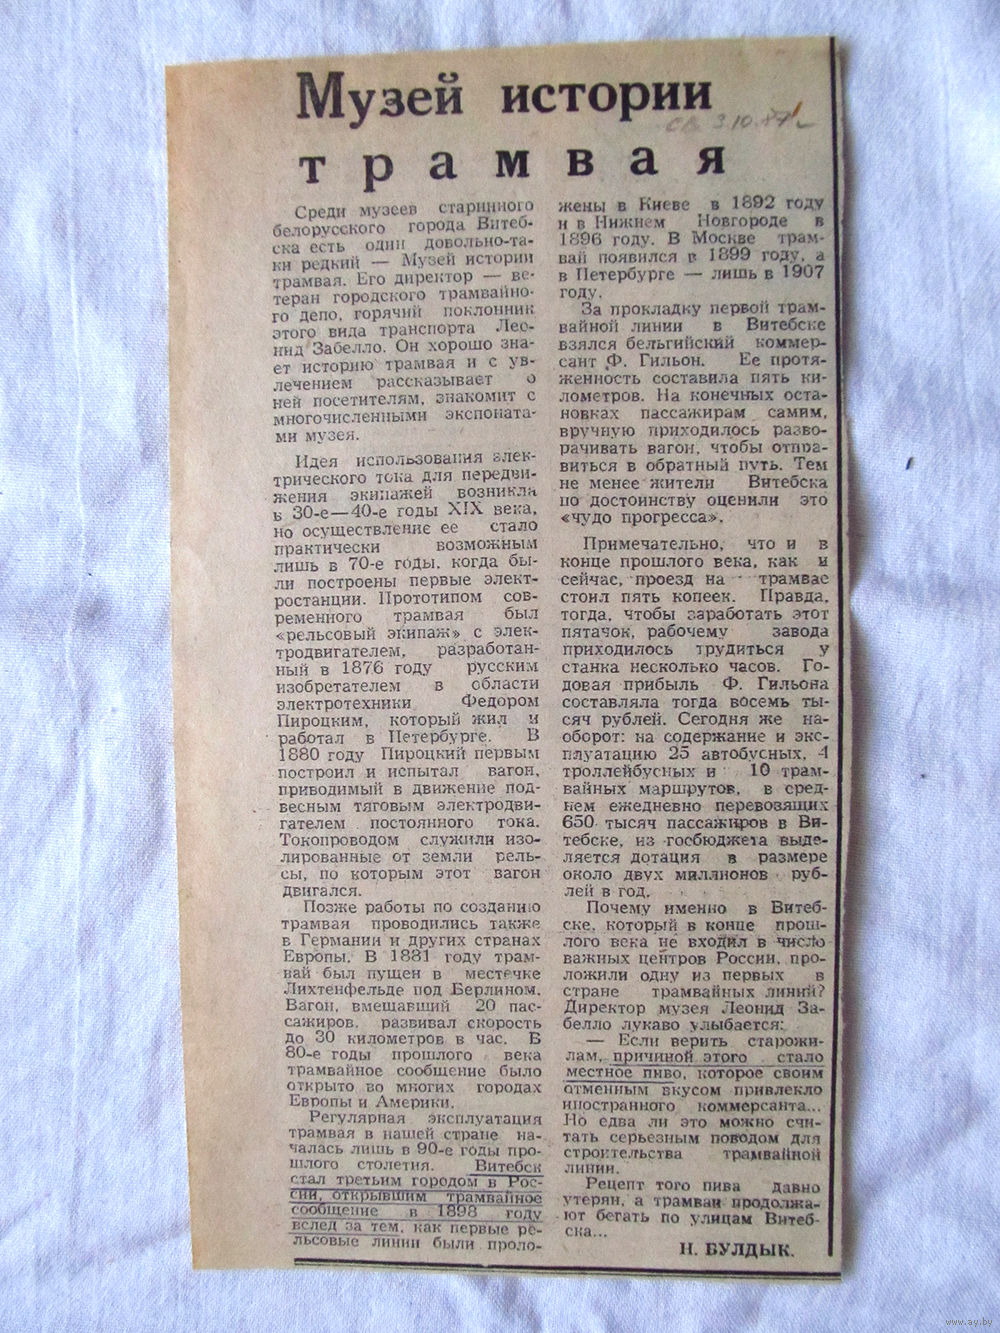 Музей истории
св. 3.10.87 г.
трамвая
Среди музеев старинного
белорусского города Витеб-
ска есть один довольно-та-
ки редкий — Музей истории
трамвая. Его директор — ве-
теран городского трамвайно-
го депо, горячий поклонник
этого вида транспорта Лео-
нид Забелло. Он хорошо зна-
ет историю трамвая и с ув-
лечением рассказывает о
ней посетителям, знакомит с
многочисленными экспоната-
ми музея.
Идея использования элек-
трического тока для передви-
жения экипажей возникла
в 30-е—40-е годы XIX века,
но осуществление ее стало
практически возможным
лишь в 70-е годы, когда бы-
ли построены первые элект-
ростанции. Прототипом сов-
ременного трамвая был
«рельсовый экипаж» с элек-
тродвигателем, разработан-
ный в 1876 году русским
изобретателем в области
электротехники Федором
Пироцким, который жил и
работал в Петербурге. В
1880 году Пироцкий первым
построил и испытал вагон,
приводимый в движение под-
весным тяговым электродви-
гателем постоянного тока.
Токопроводом служили изо-
лированные от земли рель-
сы, по которым этот вагон
двигался.
Позже работы по созданию
трамвая проводились также
в Германии и других странах
Европы. В 1881 году трам-
вай был пущен в местечке
Лихтенфельде под Берлином.
Вагон, вмещавший 20 пас-
сажиров, развивал скорость
до 30 километров в час. В
80-е годы прошлого века
трамвайное сообщение было
открыто во многих городах
Европы и Америки.
Регулярная эксплуатация
трамвая в нашей стране на-
чалась лишь в 90-е годы про-
шлого столетия. Витебск
стал третьим городом в Рос-
сии, открывшим трамвайное
сообщение в 1898 году
вслед за тем, как первые ре-
льсовые линии были проло-
жены в Киеве в 1892 году
и в Нижнем Новгороде в
1896 году. В Москве трам-
вай появился в 1899 году, а
в Петербурге — лишь в 1907
году.
За прокладку первой трам-
вайной линии в Витебске
взялся бельгийский коммер-
сант Ф. Гильон. Ее протя-
женность составила пять ки-
лометров. На конечных оста-
новках пассажирам самим,
вручную приходилось разво-
рачивать вагон, чтобы отпра-
виться в обратный путь. Тем
не менее жители Витебска
по достоинству оценили это
«чудо прогресса».
Примечательно, что и в
конце прошлого века, как и
сейчас, проезд на трамвае
стоил пять копеек. Правда,
тогда, чтобы заработать этот
пятачок, рабочему завода
приходилось трудиться у
станка несколько часов. Го-
довая прибыль Ф. Гильона
составляла тогда восемь ты-
сяч рублей. Сегодня же на-
оборот: на содержание и экс-
плуатацию 25 автобусных, 4
троллейбусных и 10 трам-
вайных маршрутов, в сред-
нем ежедневно перевозящих
650 тысяч пассажиров в Ви-
тебске, из госбюджета выде-
ляется дотация в размере
около двух миллионов руб-
лей в год.
Почему именно в Витеб-
ске, который в конце прош-
лого века не входил в число
важных центров России, про-
ложили одну из первых в
стране трамвайных линий?
Директор музея Леонид За-
белло лукаво улыбается:
— Если верить старожи-
лам, причиной этого стало
местное пиво, которое своим
отменным вкусом привлекло
иностранного коммерсанта...
Но едва ли это можно счи-
тать серьезным поводом для
строительства трамвайной
линии.
Рецепт того пива давно
утерян, а трамваи продолжа-
ют бегать по улицам Витеб-
ска...
Н. БУЛДЫК.
www.ay.by